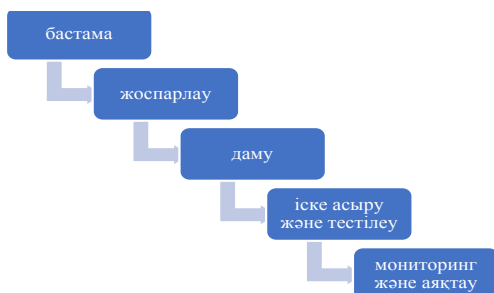 бастама
жоспарлау
даму
іске асыру
және тестілеу
мониторинг
және аяқтау